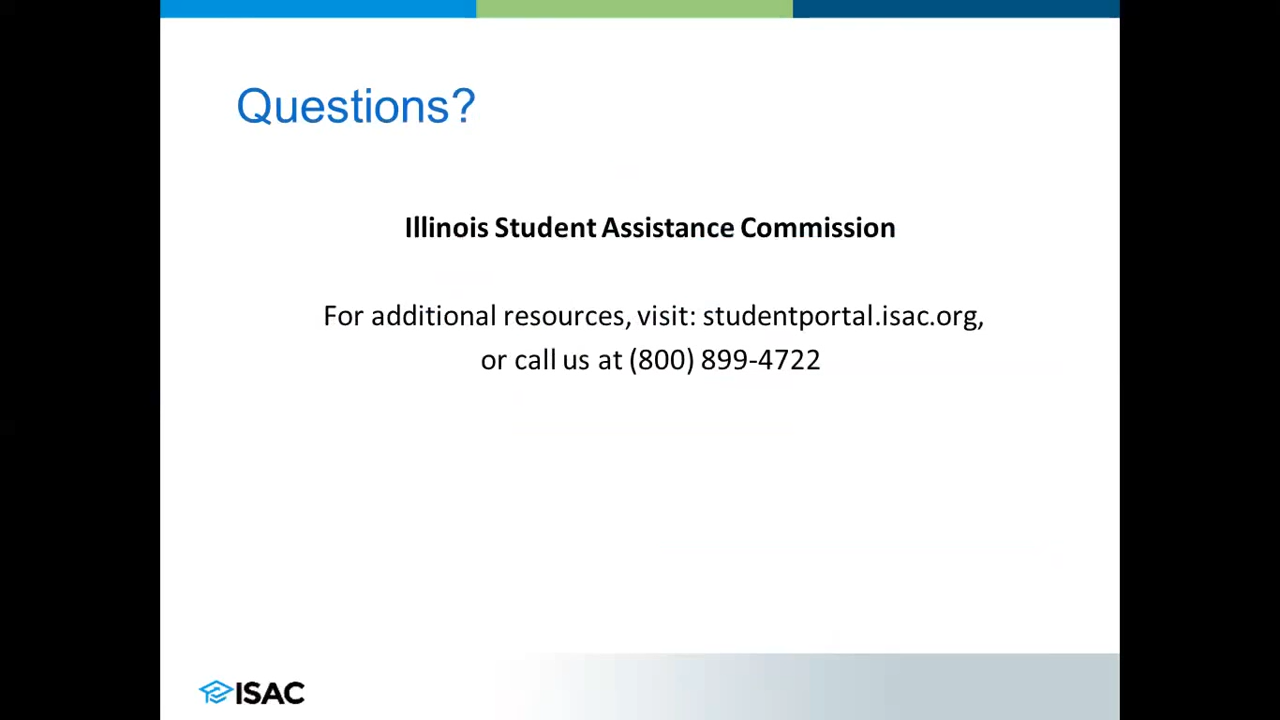 Questions?
Illinois Student Assistance Commission
For additional resources, visit: studentportal.isac.org,
or call us at (800) 899-4722
ISAC